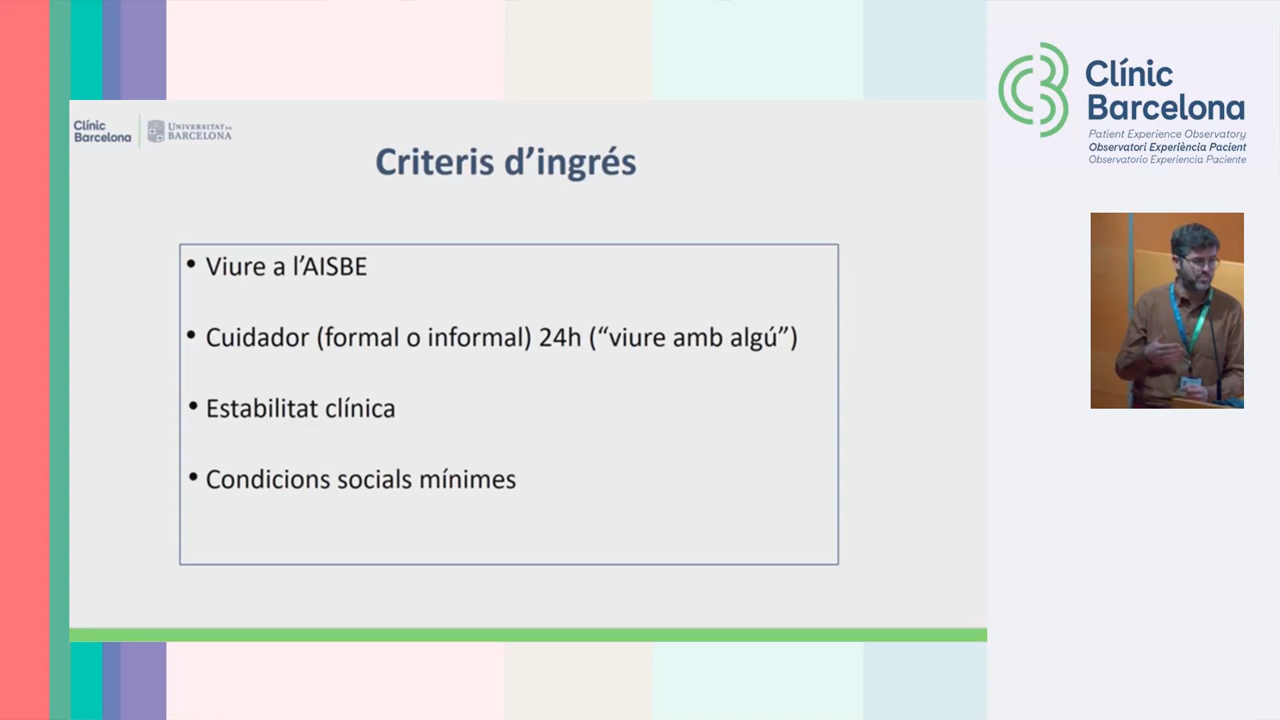 Clínic
Barcelona
UNIVERSITAT DE
BARCELONA
Criteris d’ingrés
• Viure a l’AISBE
• Cuidador (formal o informal) 24h (“viure amb algú”)
• Estabilitat clínica
• Condicions socials mínimes
Clínic
Barcelona
Patient Experience Observatory
Observatori Experiència Pacient
Observatorio Experiencia Paciente